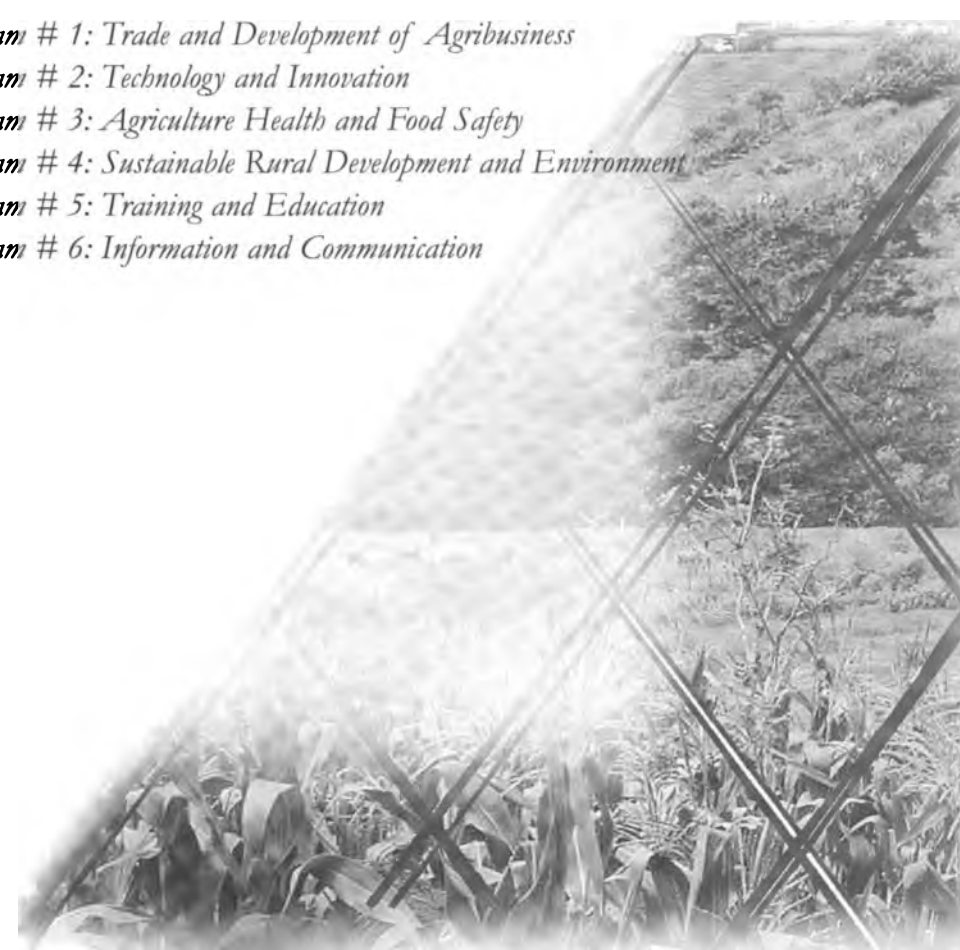 am # 1: Trade and Development of Agribusiness
am # 2: Technology and Innovation
am # 3: Agriculture Health and Food Safety
am # 4: Sustainable Rural Development and Environment
am # 5: Training and Education
am # 6: Information and Communication